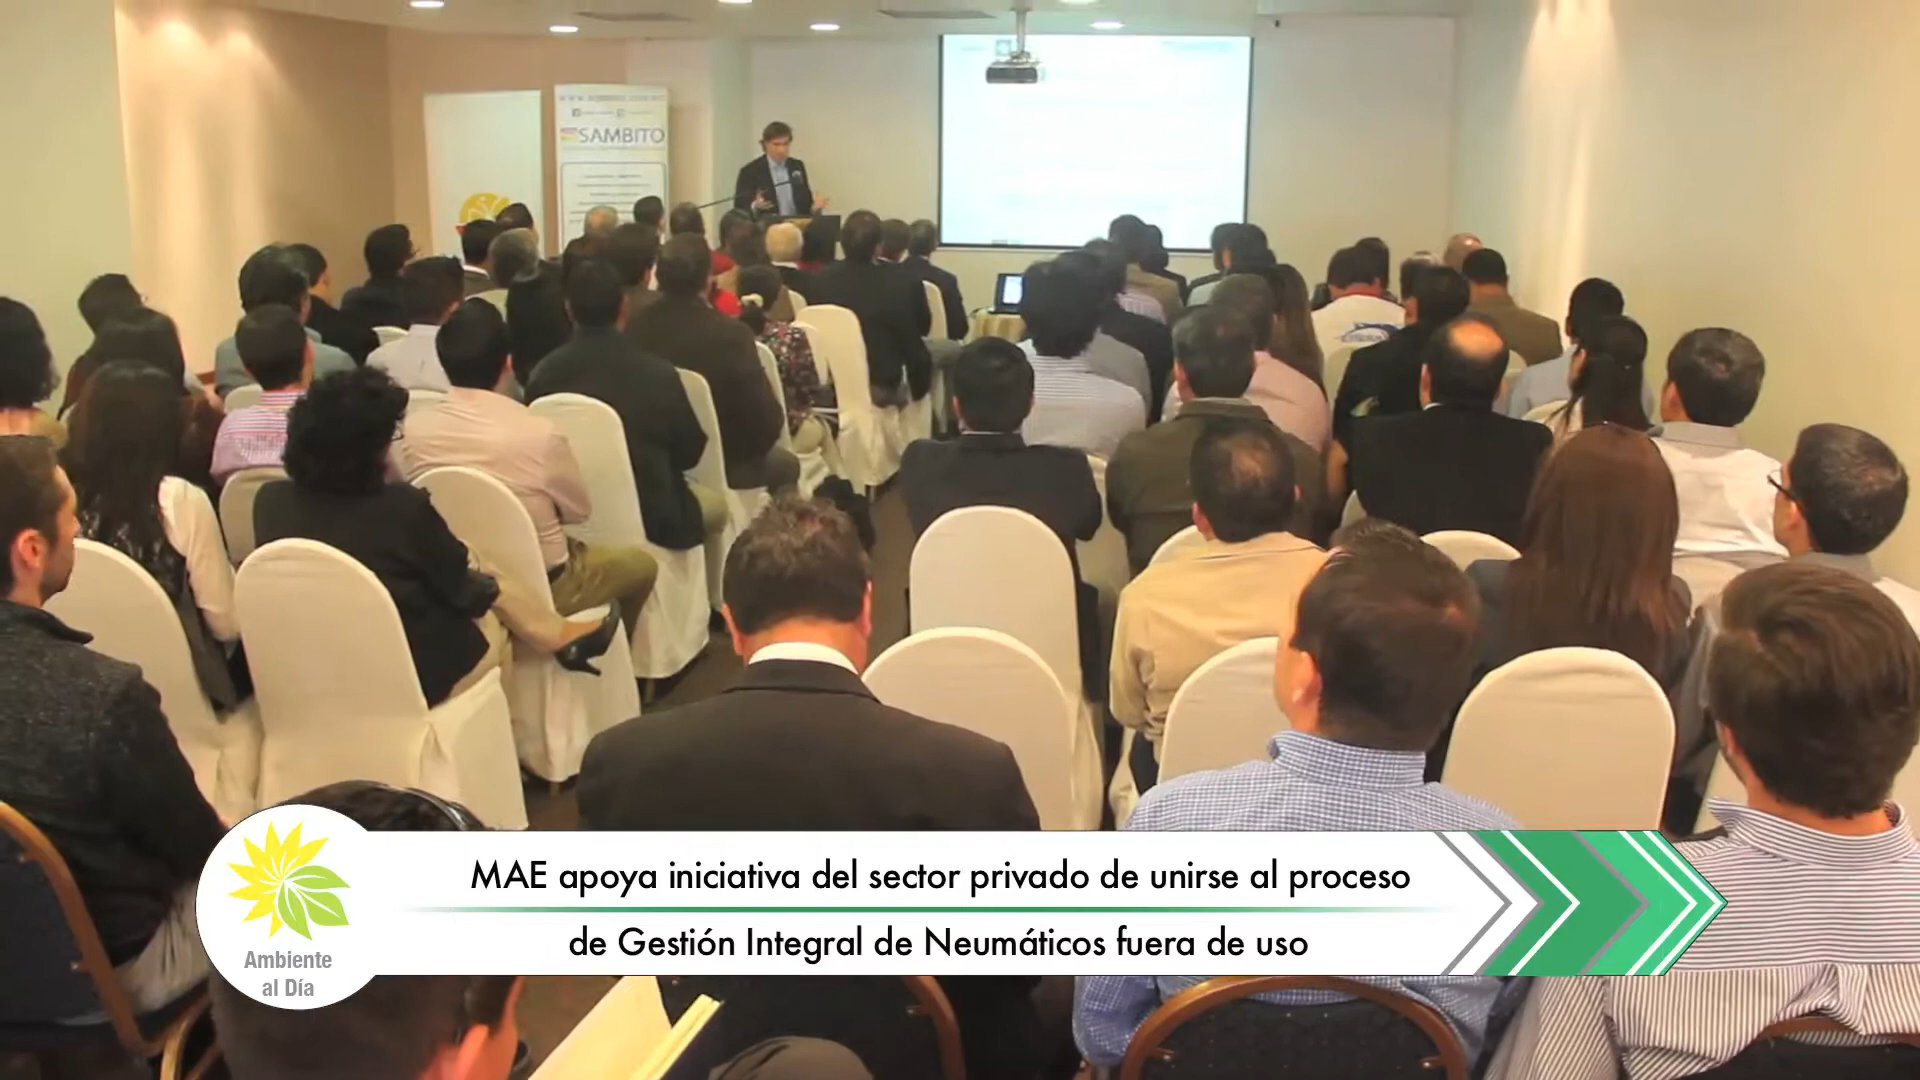 SAMBITO
MAE apoya iniciativa del sector privado de unirse al proceso
de Gestión Integral de Neumáticos fuera de uso
Ambiente
al Día